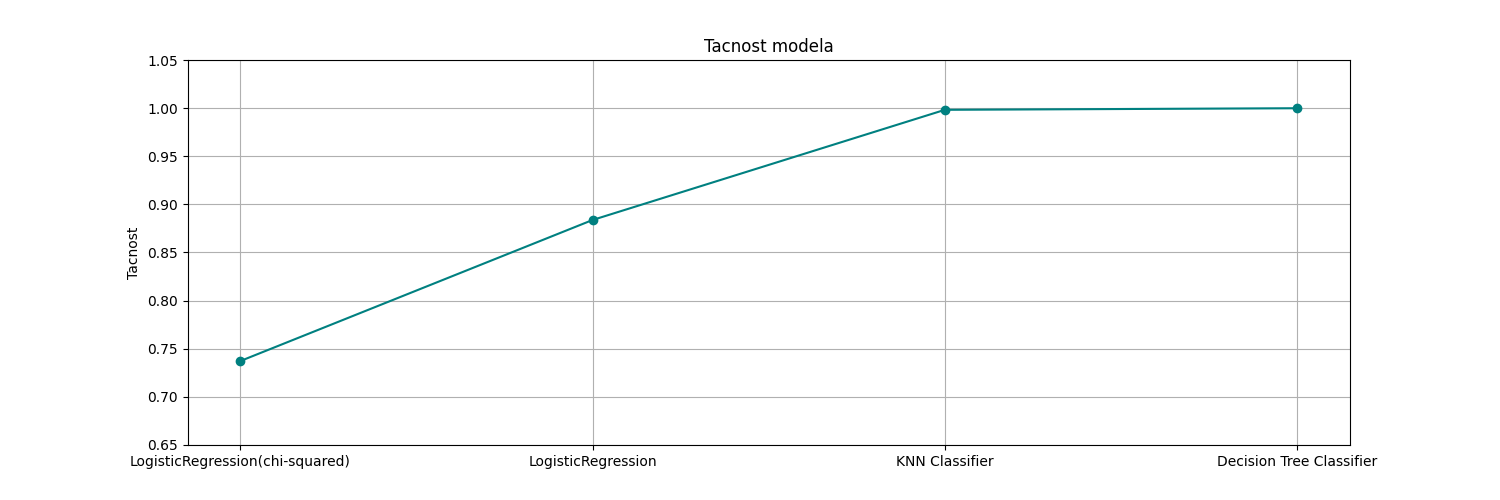 Tacnost modela
Tacnost
1.05
1.00
0.95
0.90
0.85
0.80
0.75
0.70
0.65
LogisticRegression(chi-squared)
LogisticRegression
KNN Classifier
Decision Tree Classifier